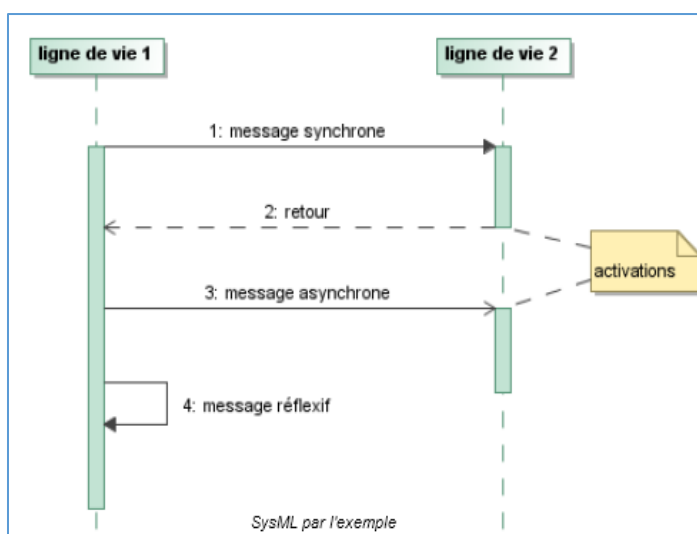 ligne de vie 1
ligne de vie 2
1: message synchrone
2: retour
activations
3: message asynchrone
4: message réflexif
SysML par l'exemple